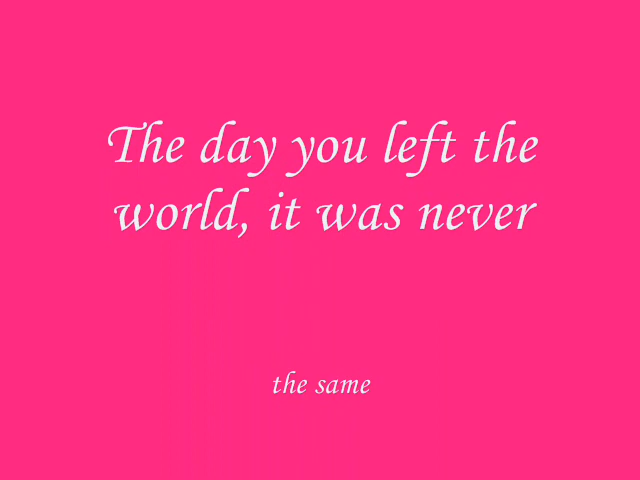 The day you left the
world, it was never
the same